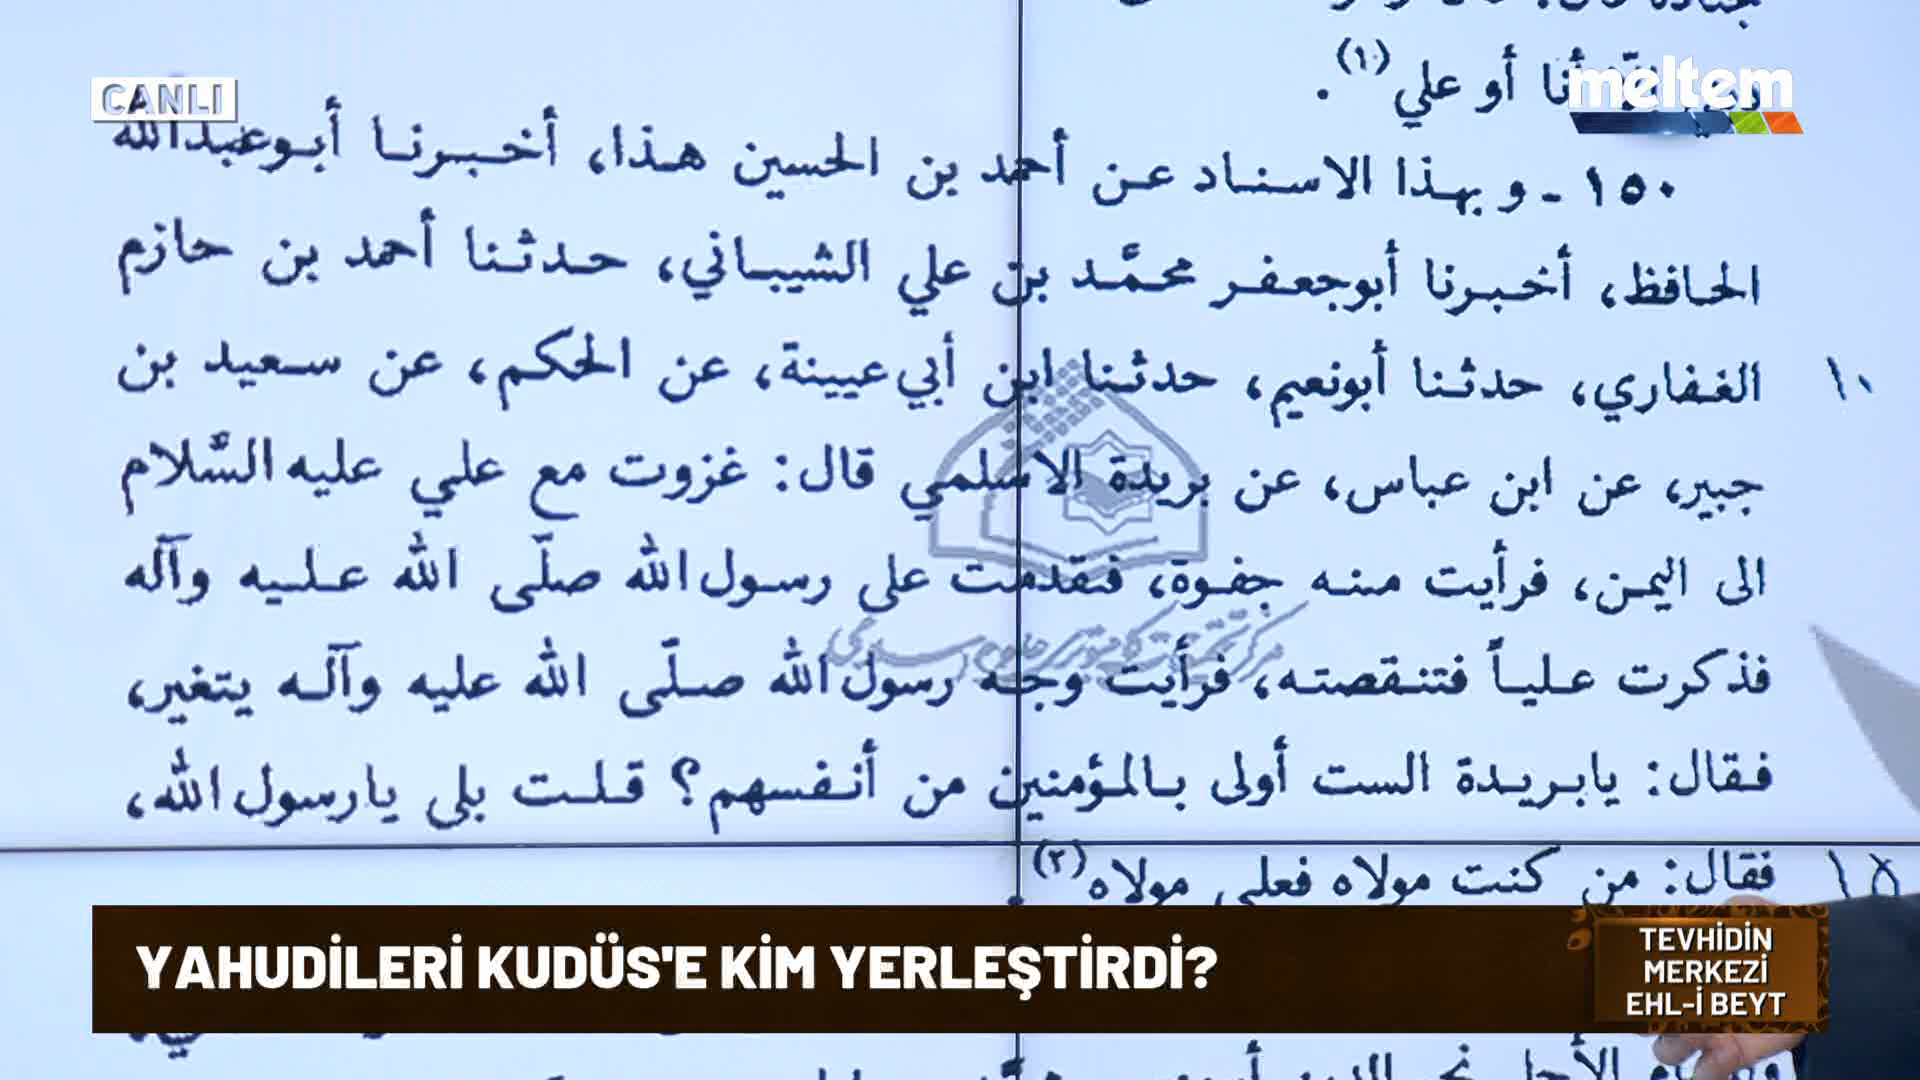 أنا أو علي (١).
meltem
CANLI
١٥٠ ـ و بهذا الاسناد عن أحمد بن الحسين هذا، أخبرنا أبوعبدالله
الحافظ، أخبرنا أبوجعفر محمَّد بن علي الشيباني، حدثنا أحمد بن حازم
الغفاري، حدثنا أبونعيم، حدثنا ابن أبي عيينة، عن الحكم، عن سعيد بن
١٠
جبير، عن ابن عباس، عن بريدة الاسلمي قال: غزوت مع علي عليه السَّلام
الى اليمن، فرأيت منه جفوة، فقدمت على رسول الله صلّى الله عليه وآله
فذكرت علياً فتنقصته، فرأيت وجه رسول الله صلّى الله عليه وآله يتغير،
فقال: يابريدة الست أولى بالمؤمنين من أنفسهم؟ قلت بلى يارسول الله،
فقال: من كنت مولاه فعلي مولاه (٢).
١٥
YAHUDİLERİ KUDÜS'E KİM YERLEŞTİRDİ?
TEVHİDİN
MERKEZİ
EHL-İ BEYT